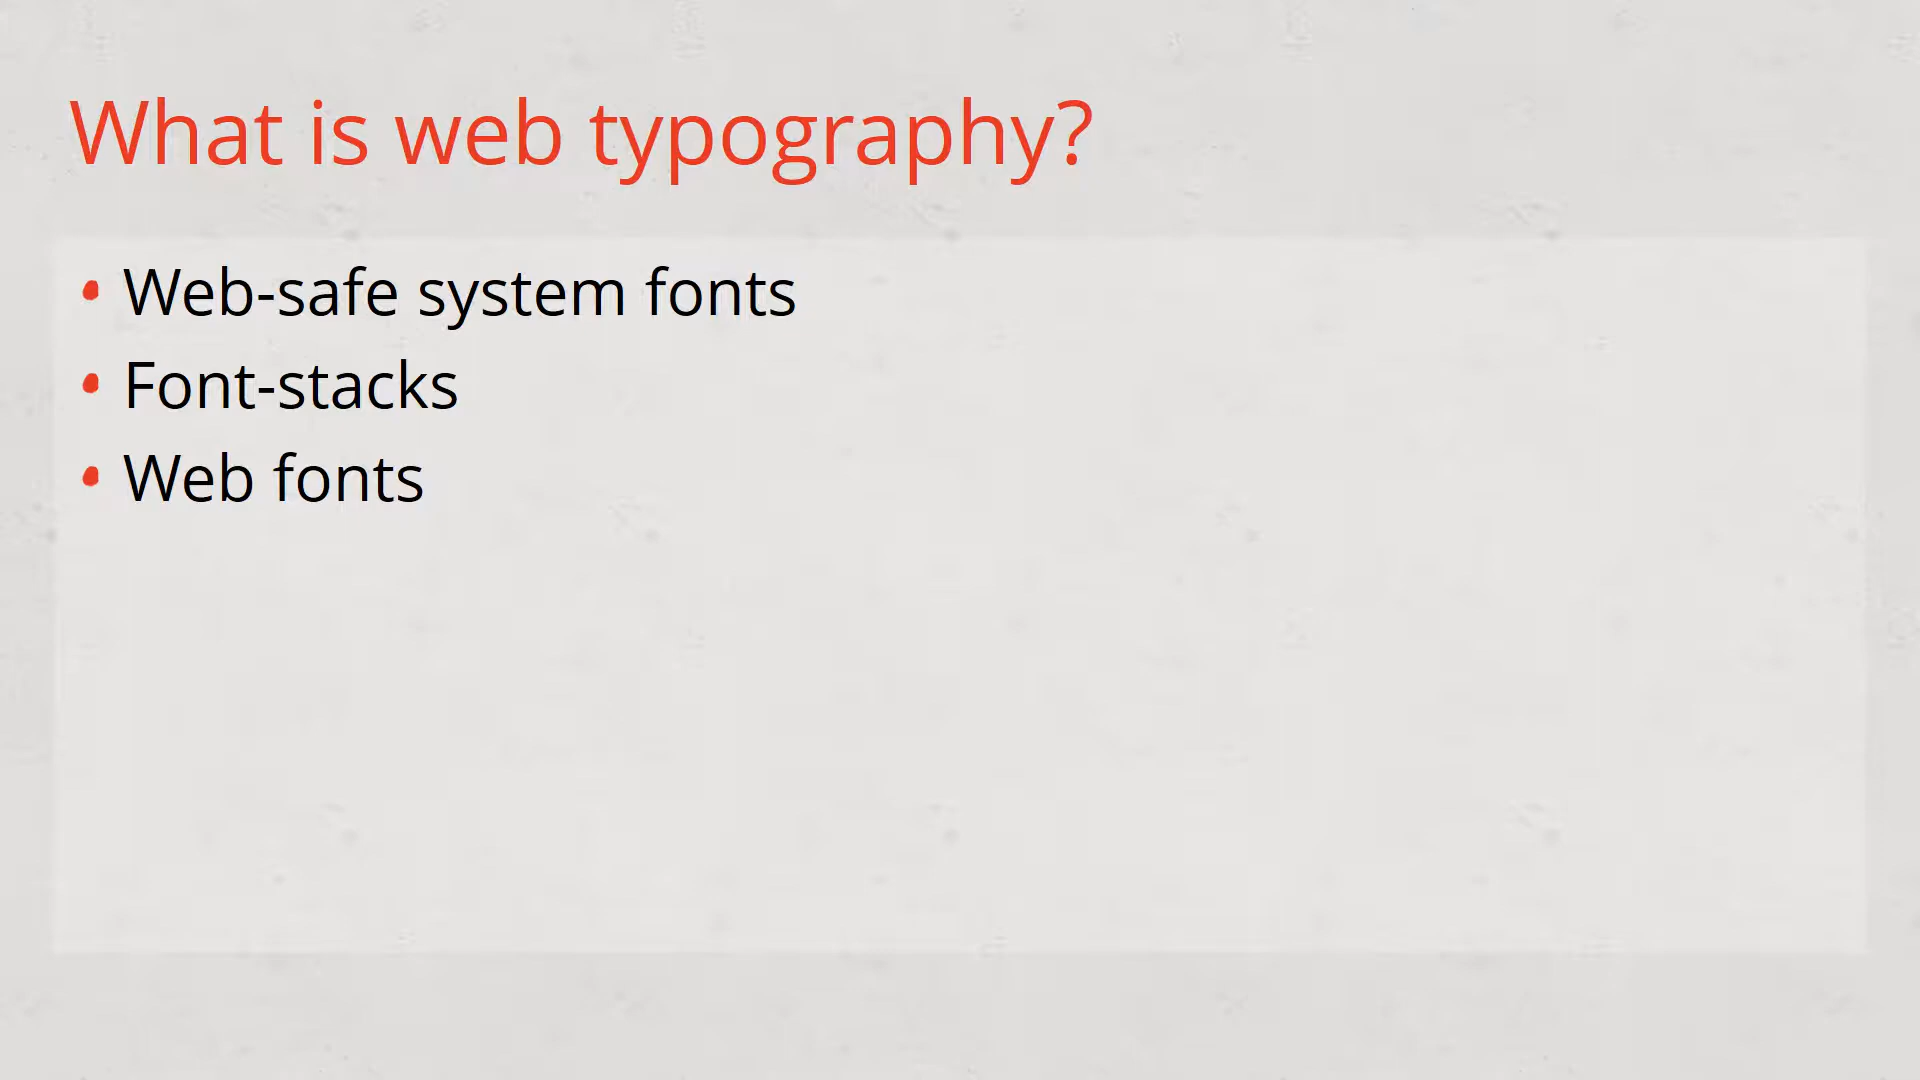 What is web typography?
• Web-safe system fonts
• Font-stacks
• Web fonts